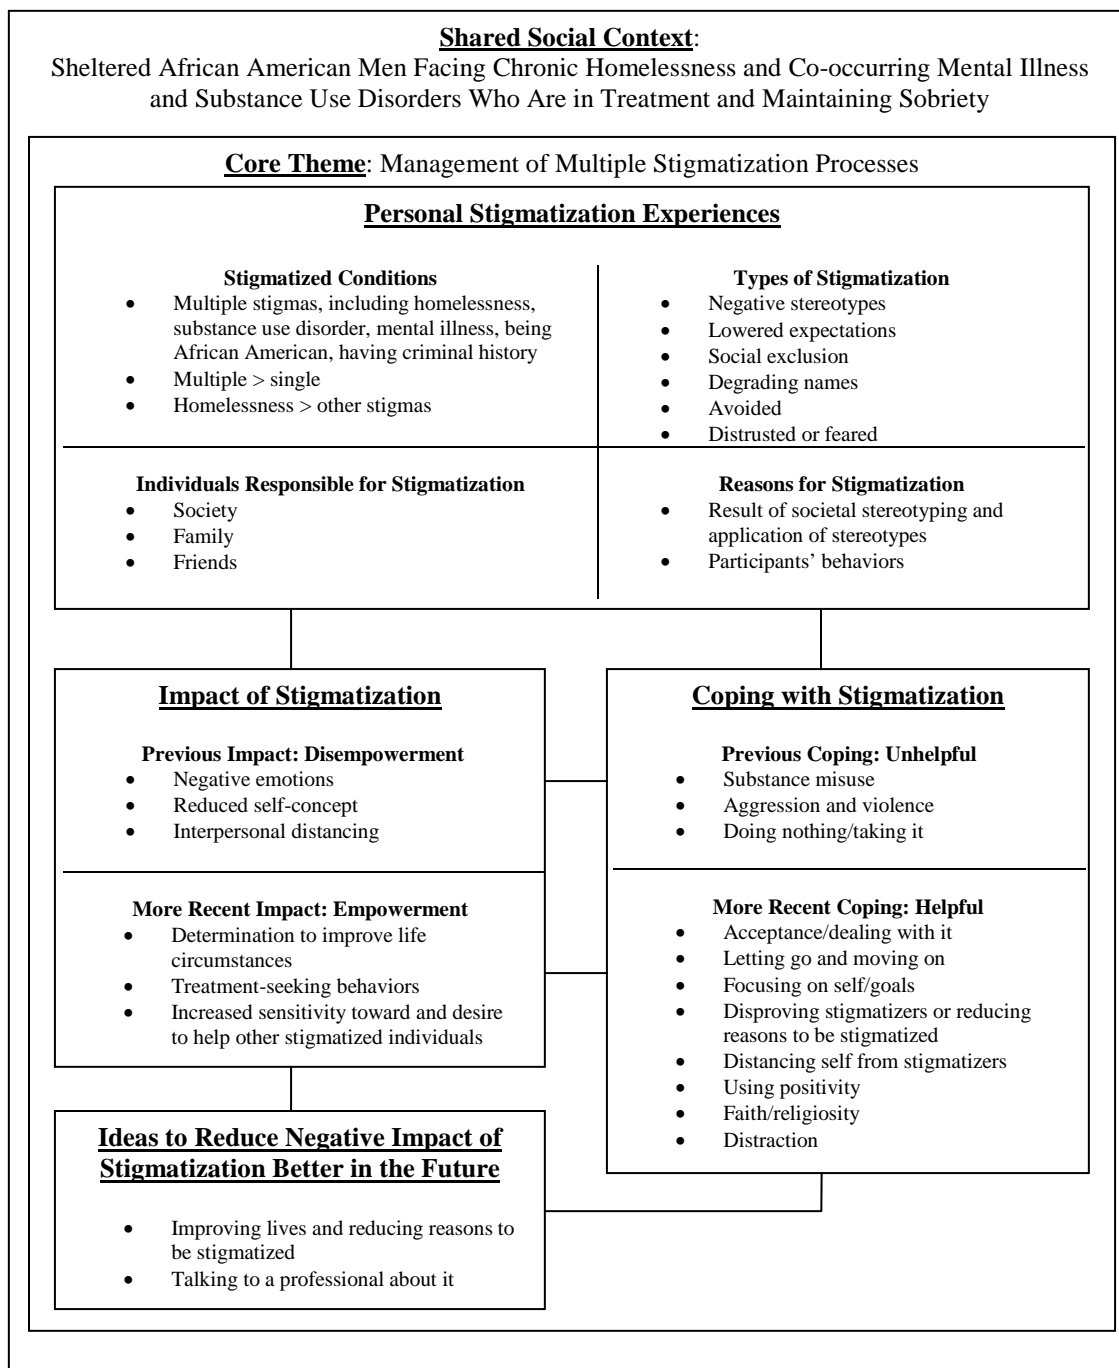 Shared Social Context:
Sheltered African American Men Facing Chronic Homelessness and Co-occurring Mental Illness
and Substance Use Disorders Who Are in Treatment and Maintaining Sobriety
Core Theme: Management of Multiple Stigmatization Processes
Personal Stigmatization Experiences
Stigmatized Conditions
• Multiple stigmas, including homelessness,
substance use disorder, mental illness, being
African American, having criminal history
• Multiple > single
• Homelessness > other stigmas
Types of Stigmatization
• Negative stereotypes
• Lowered expectations
• Social exclusion
• Degrading names
• Avoided
• Distrusted or feared
Individuals Responsible for Stigmatization
• Society
• Family
• Friends
Reasons for Stigmatization
• Result of societal stereotyping and
application of stereotypes
• Participants’ behaviors
Impact of Stigmatization
Previous Impact: Disempowerment
• Negative emotions
• Reduced self-concept
• Interpersonal distancing
More Recent Impact: Empowerment
• Determination to improve life
circumstances
• Treatment-seeking behaviors
• Increased sensitivity toward and desire
to help other stigmatized individuals
Coping with Stigmatization
Previous Coping: Unhelpful
• Substance misuse
• Aggression and violence
• Doing nothing/taking it
More Recent Coping: Helpful
• Acceptance/dealing with it
• Letting go and moving on
• Focusing on self/goals
• Disproving stigmatizers or reducing
reasons to be stigmatized
• Distancing self from stigmatizers
• Using positivity
• Faith/religiosity
• Distraction
Ideas to Reduce Negative Impact of
Stigmatization Better in the Future
• Improving lives and reducing reasons to
be stigmatized
• Talking to a professional about it